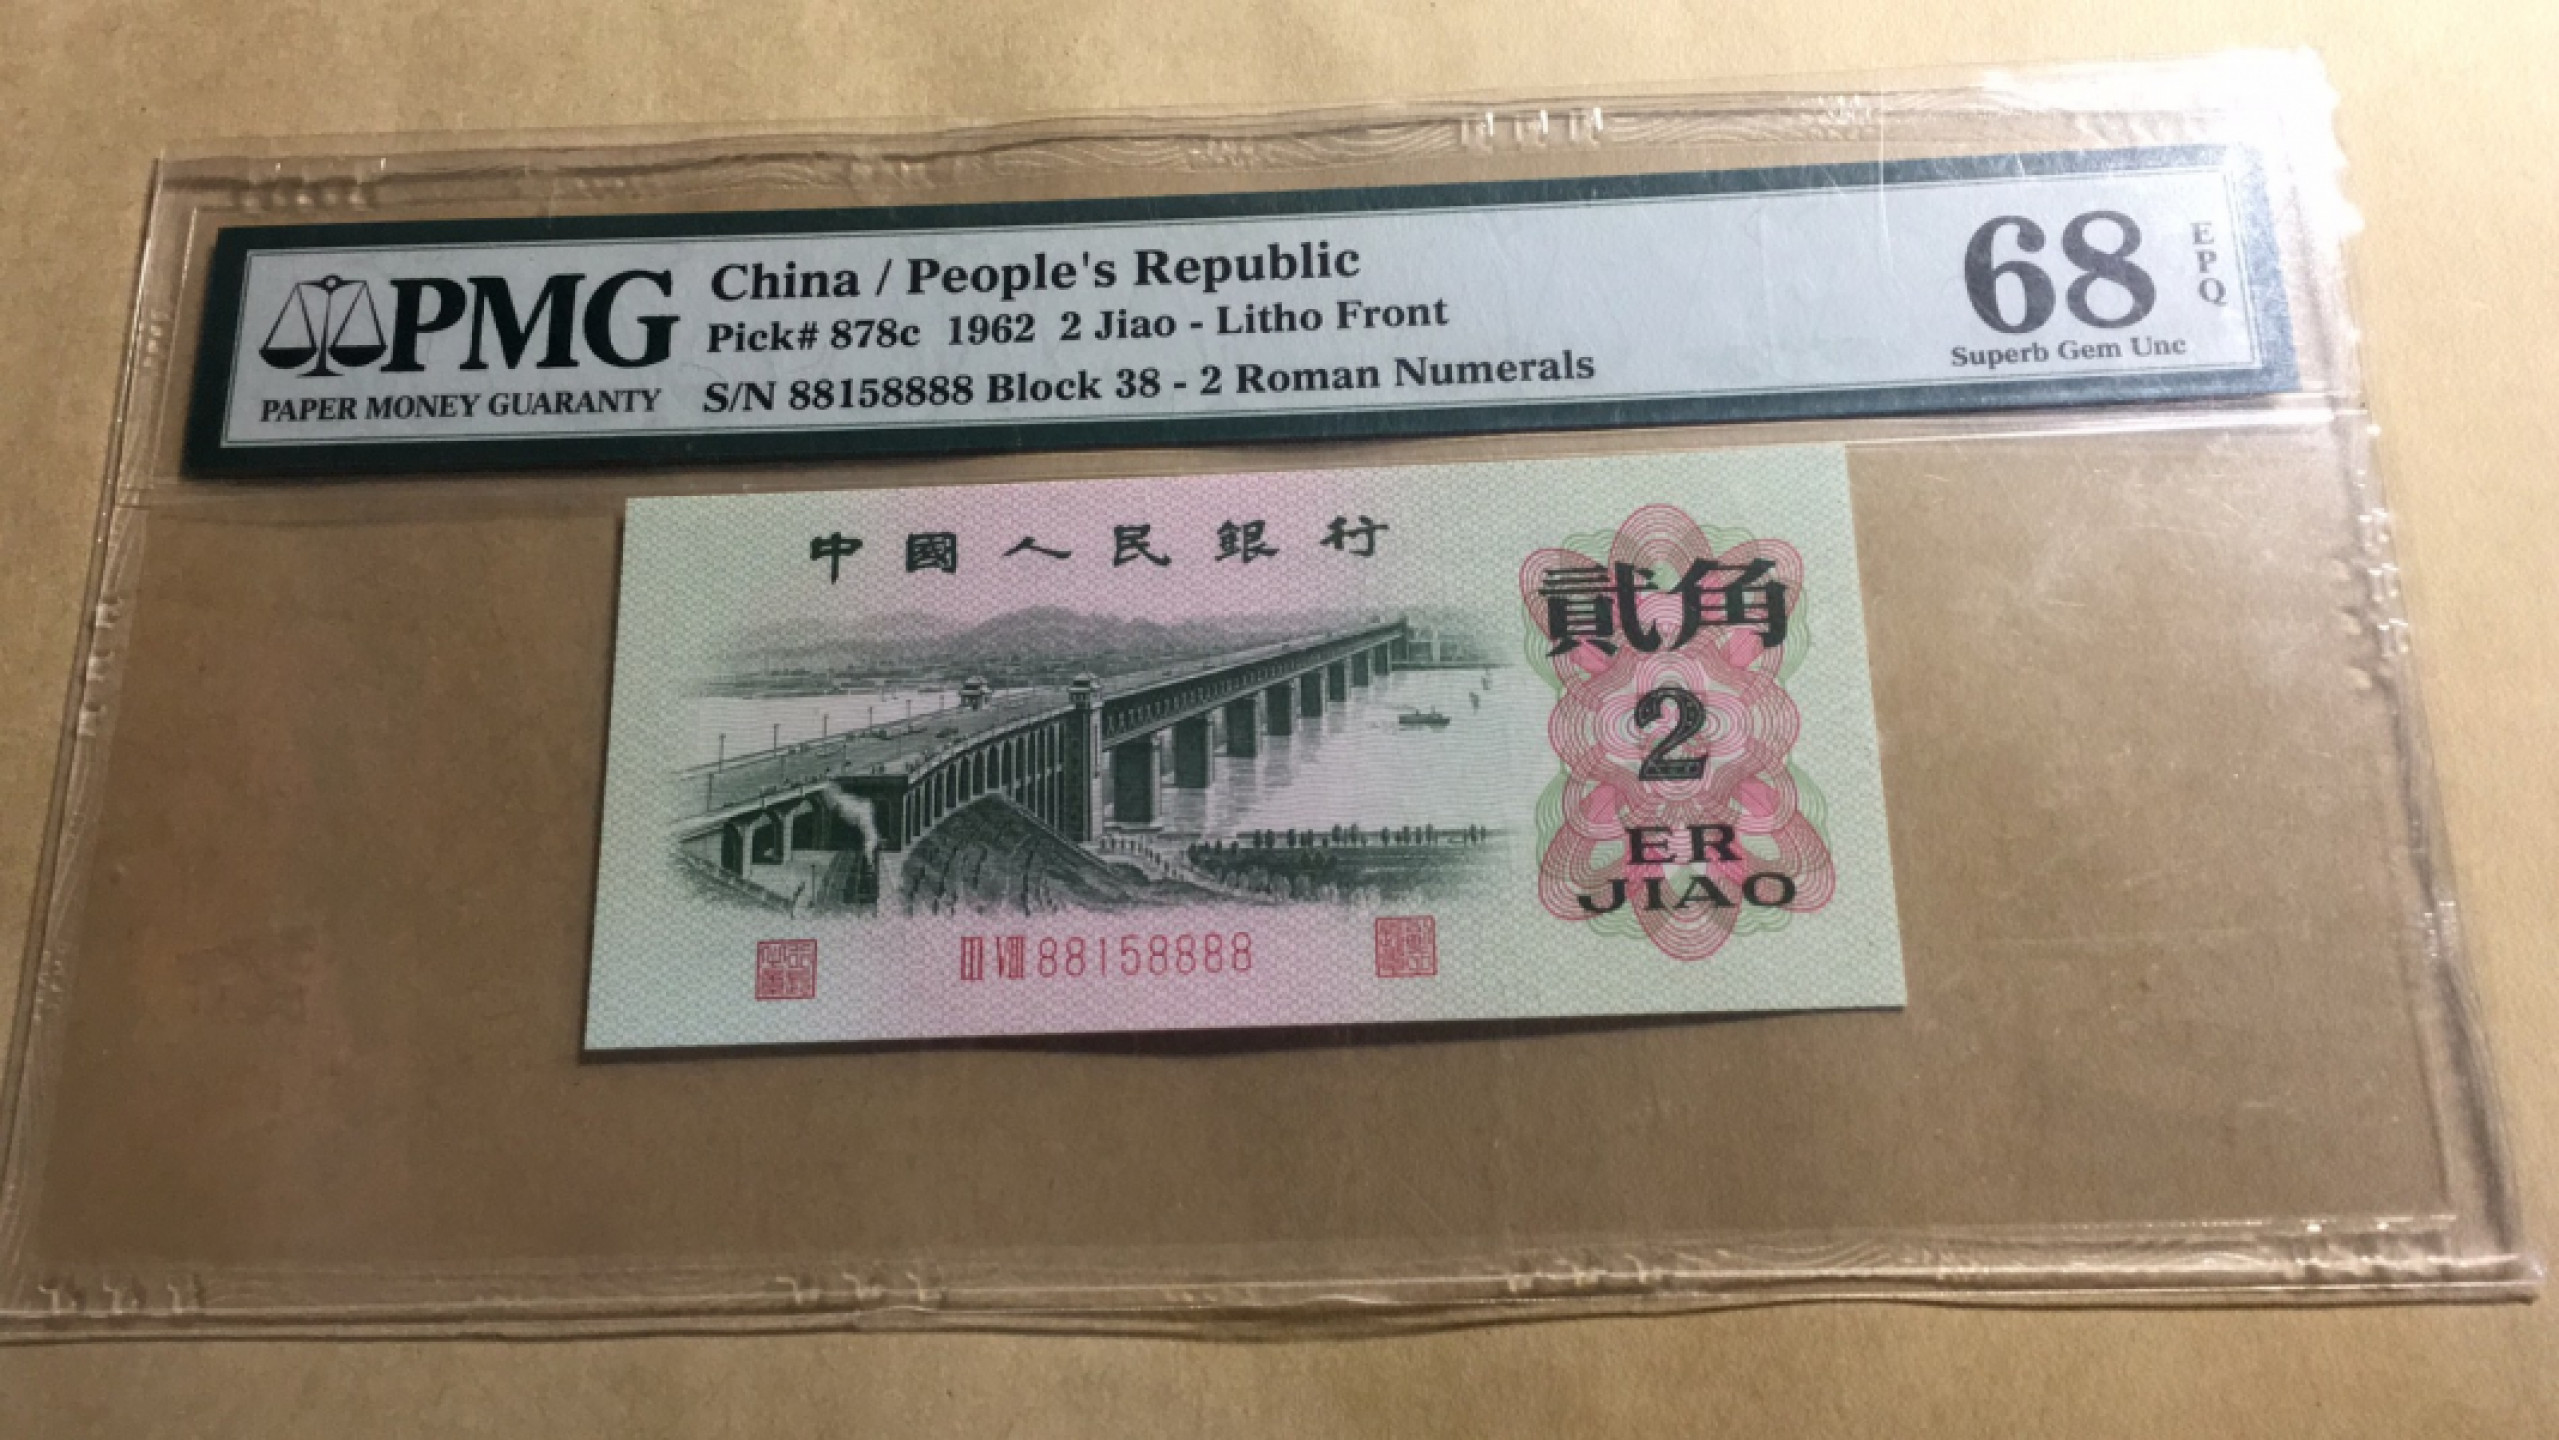 PMG
PAPER MONEY GUARANTY
China / People's Republic
Pick# 878c 1962 2 Jiao - Litho Front
S/N 88158888 Block 38 - 2 Roman Numerals
68
EPQ
Superb Gem Unc
中國人民銀行
貳角
2
ER
JIAO
III VIII 88158888